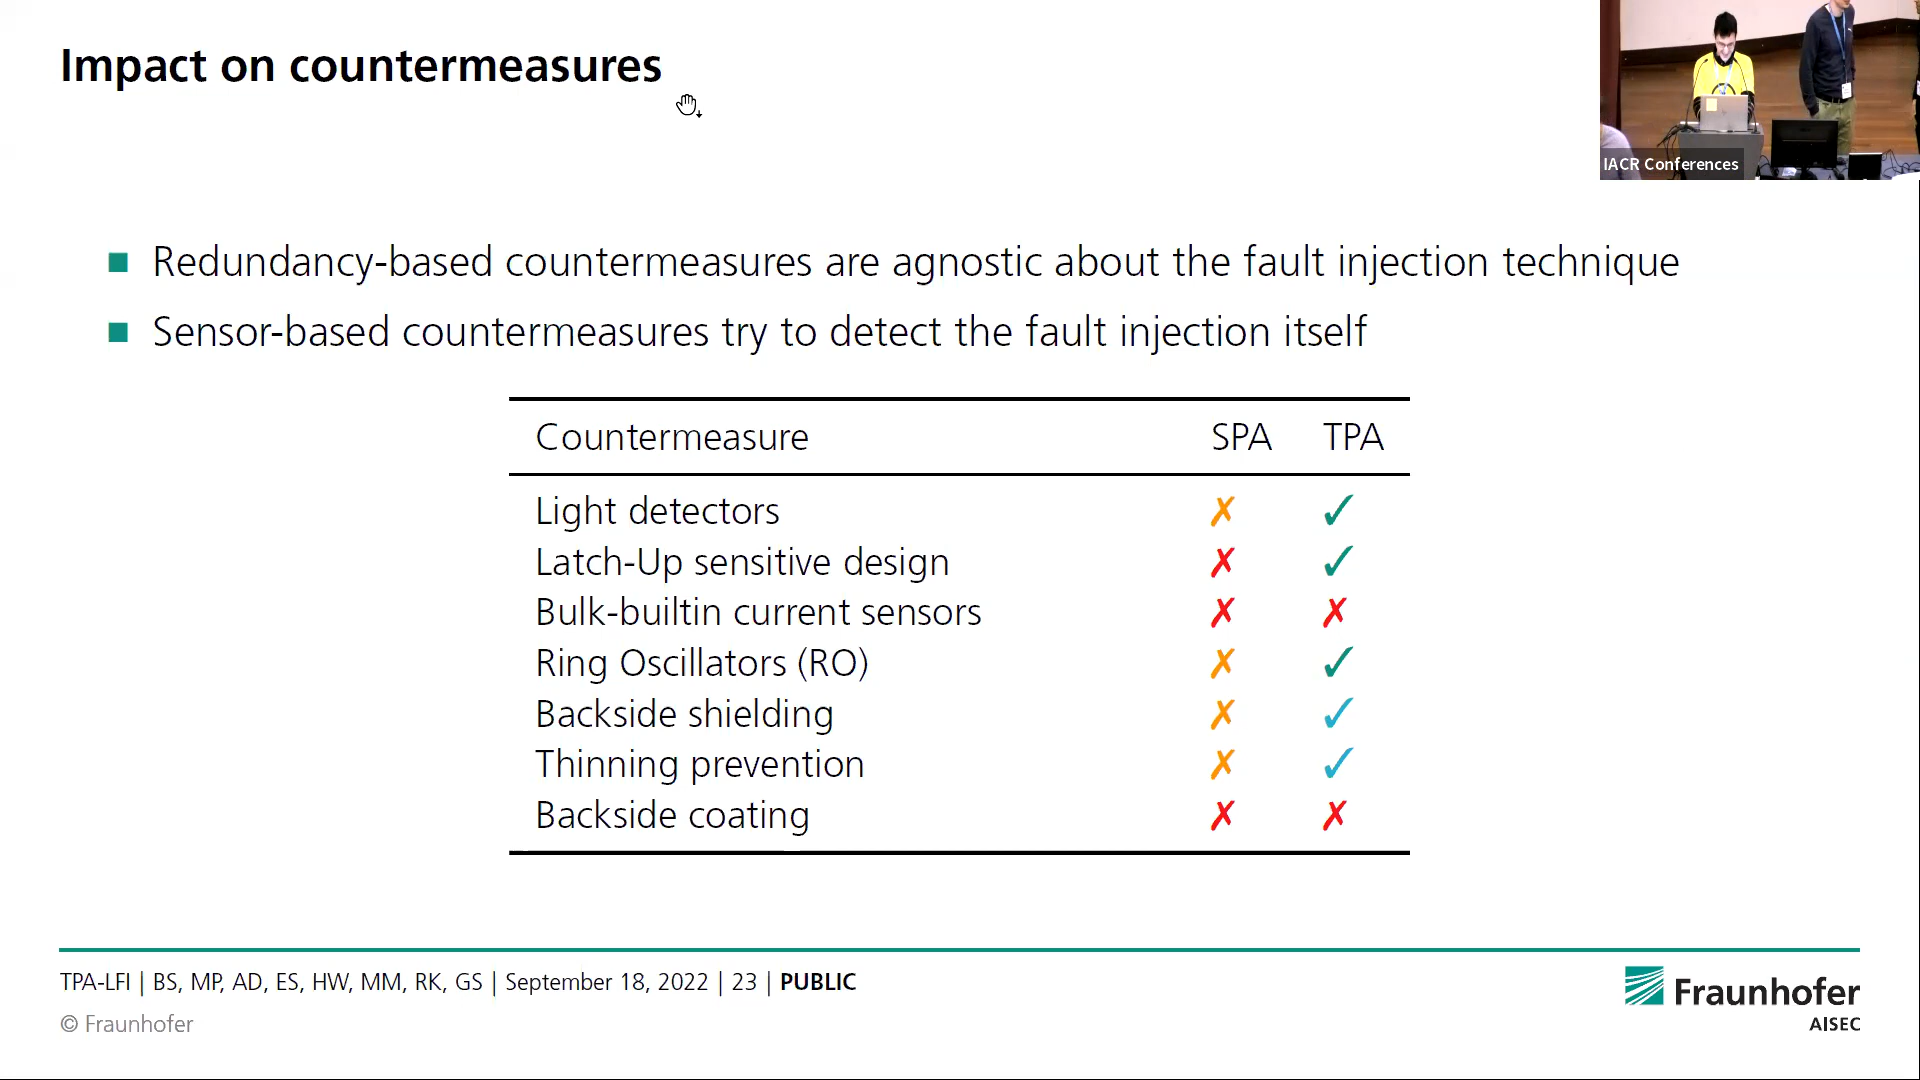 Impact on countermeasures
IACR Conferences
■ Redundancy-based countermeasures are agnostic about the fault injection technique
■ Sensor-based countermeasures try to detect the fault injection itself
Countermeasure SPA TPA
Light detectors ✗ ✓
Latch-Up sensitive design ✗ ✓
Bulk-builtin current sensors ✗ ✗
Ring Oscillators (RO) ✗ ✓
Backside shielding ✗ ✓
Thinning prevention ✗ ✓
Backside coating ✗ ✗
TPA-LFI | BS, MP, AD, ES, HW, MM, RK, GS | September 18, 2022 | 23 | PUBLIC
© Fraunhofer
Fraunhofer
AISEC